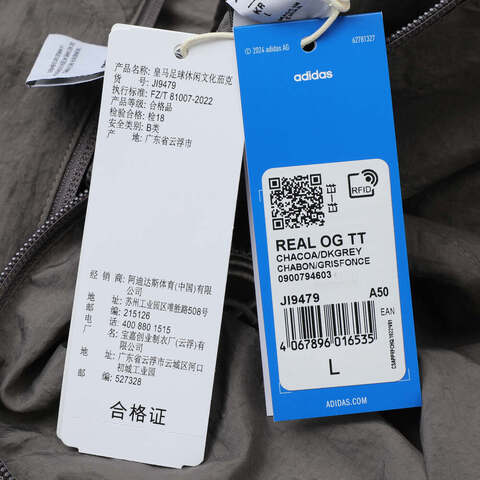 产品名称: 皇马足球休闲文化茄克
货 号: JI9479
执行标准: FZ/T 81007-2022
产品等级: 合格品
检验合格: 检18
安全类别: B类
产 地: 广东省云浮市
经 销 商: 阿迪达斯体育(中国)有限
公司
地 址: 苏州工业园区唯胜路508号
邮 编: 215126
电 话: 400 880 1515
厂 名: 宝嘉创业制衣厂(云浮)有
限公司
地 址: 广东省云浮市云城区河口
初城工业园
邮 编: 527328
合格证
KR
© 2024 adidas AG
62781327
adidas
RFID
REAL OG TT
CHACOA/DKGREY
CHABON/GRISFONCE
0900794603
JI9479 A50
EAN
4 067896 016535
L
ADIDAS.COM